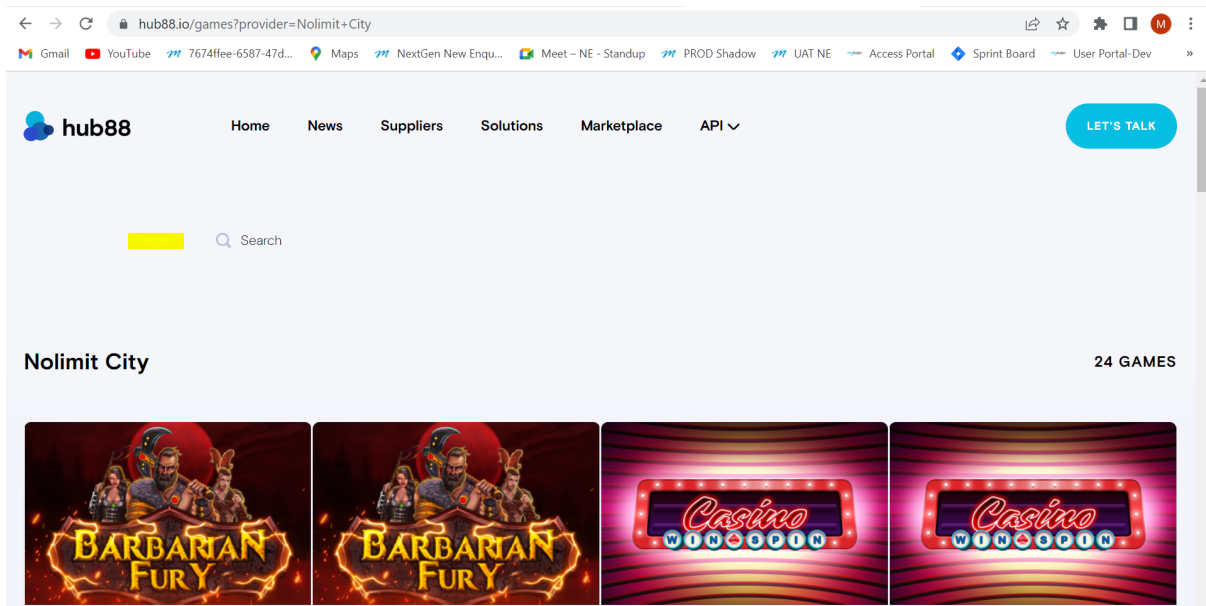 hub88.io/games?provider=Nolimit+City
M
Gmail YouTube 7674ffee-6587-47d... Maps NextGen New Enqu... Meet – NE - Standup PROD Shadow UAT NE Access Portal Sprint Board User Portal-Dev »
hub88 Home News Suppliers Solutions Marketplace API LET'S TALK
Search
Nolimit City 24 GAMES
BARBARIAN FURY
BARBARIAN FURY
Casino
WIN SPIN
Casino
WIN SPIN